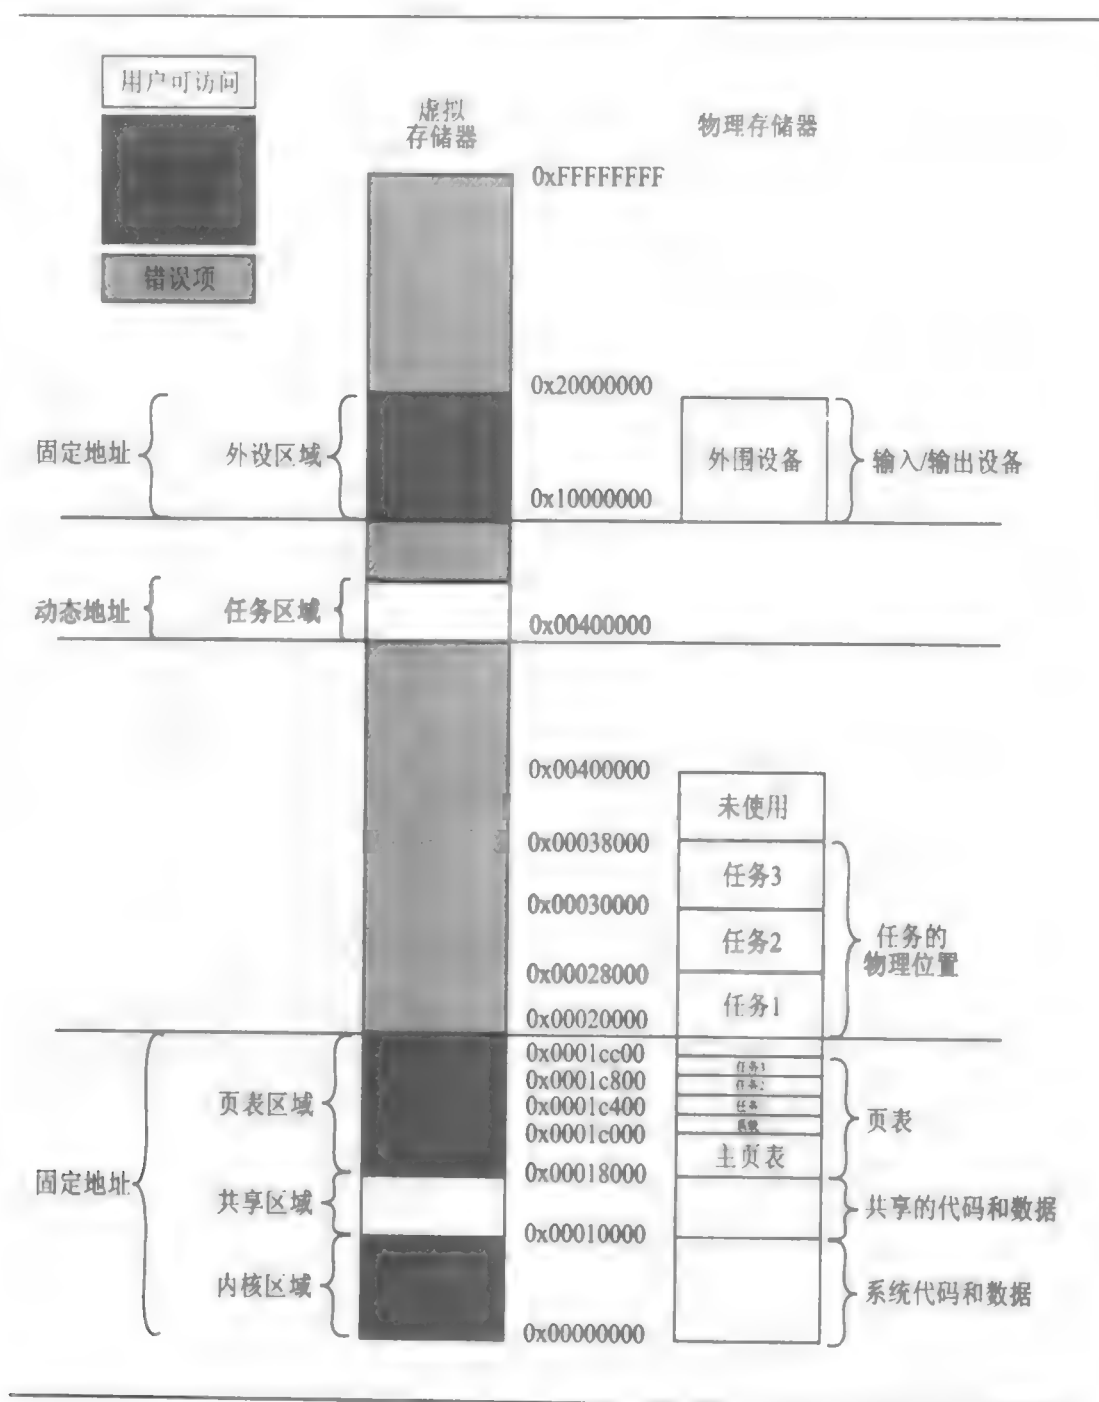 用户可访问
错误项
虚拟
存储器
物理存储器
0xFFFFFFFF
0x20000000
固定地址
外设区域
外围设备
输入/输出设备
0x10000000
动态地址
任务区域
0x00400000
0x00400000
未使用
0x00038000
任务3
0x00030000
任务2
任务的
物理位置
0x00028000
任务1
0x00020000
0x0001cc00
任务3
0x0001c800
任务2
页表区域
0x0001c400
任务
页表
0x0001c000
主页表
0x00018000
固定地址
共享区域
共享的代码和数据
0x00010000
内核区域
系统代码和数据
0x00000000